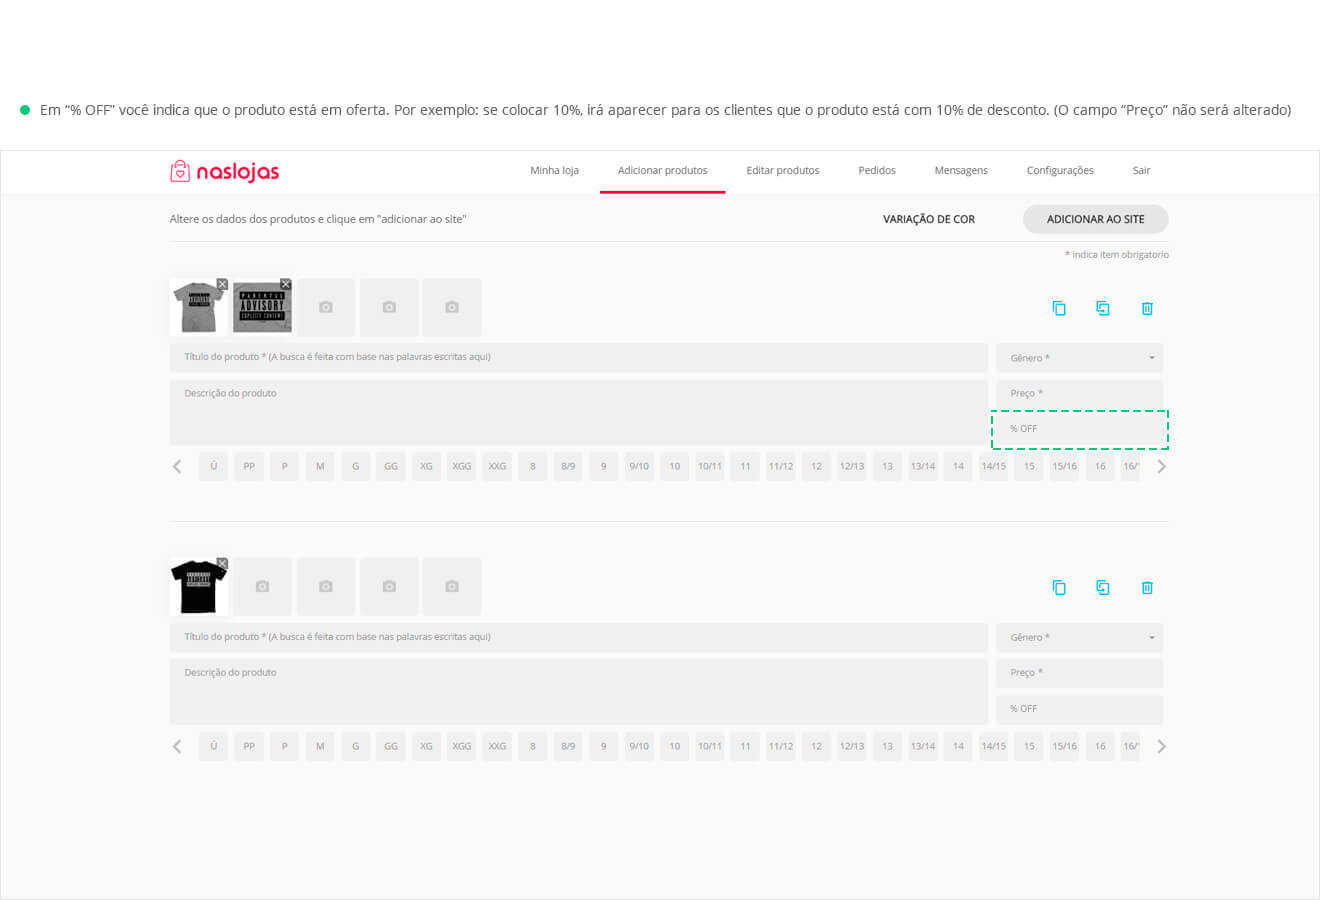 Em “% OFF” você indica que o produto está em oferta. Por exemplo: se colocar 10%, irá aparecer para os clientes que o produto está com 10% de desconto. (O campo “Preço” não será alterado)
naslojas
Minha loja
Adicionar produtos
Editar produtos
Pedidos
Mensagens
Configurações
Sair
Altere os dados dos produtos e clique em "adicionar ao site"
VARIAÇÃO DE COR
ADICIONAR AO SITE
* indica item obrigatorio
PARENTAL
ADVISORY
EXPLICIT CONTENT
Título do produto * (A busca é feita com base nas palavras escritas aqui)
Gênero *
Descrição do produto
Preço *
% OFF
Ú PP P M G GG XG XGG XXG 8 8/9 9 9/10 10 10/11 11 11/12 12 12/13 13 13/14 14 14/15 15 15/16 16 16/
Título do produto * (A busca é feita com base nas palavras escritas aqui)
Gênero *
Descrição do produto
Preço *
% OFF
Ú PP P M G GG XG XGG XXG 8 8/9 9 9/10 10 10/11 11 11/12 12 12/13 13 13/14 14 14/15 15 15/16 16 16/